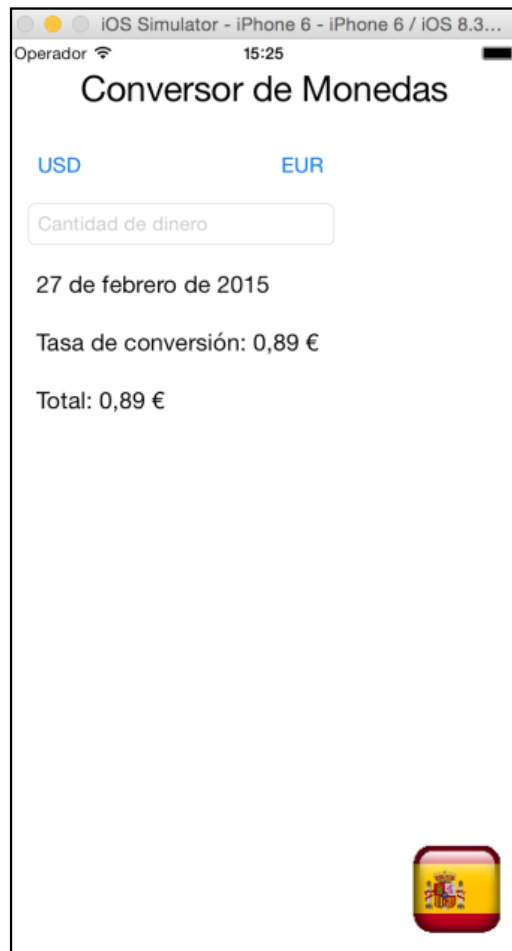 iOS Simulator - iPhone 6 - iPhone 6 / iOS 8.3...
Operador 15:25
Conversor de Monedas
USD EUR
Cantidad de dinero
27 de febrero de 2015
Tasa de conversión: 0,89 €
Total: 0,89 €